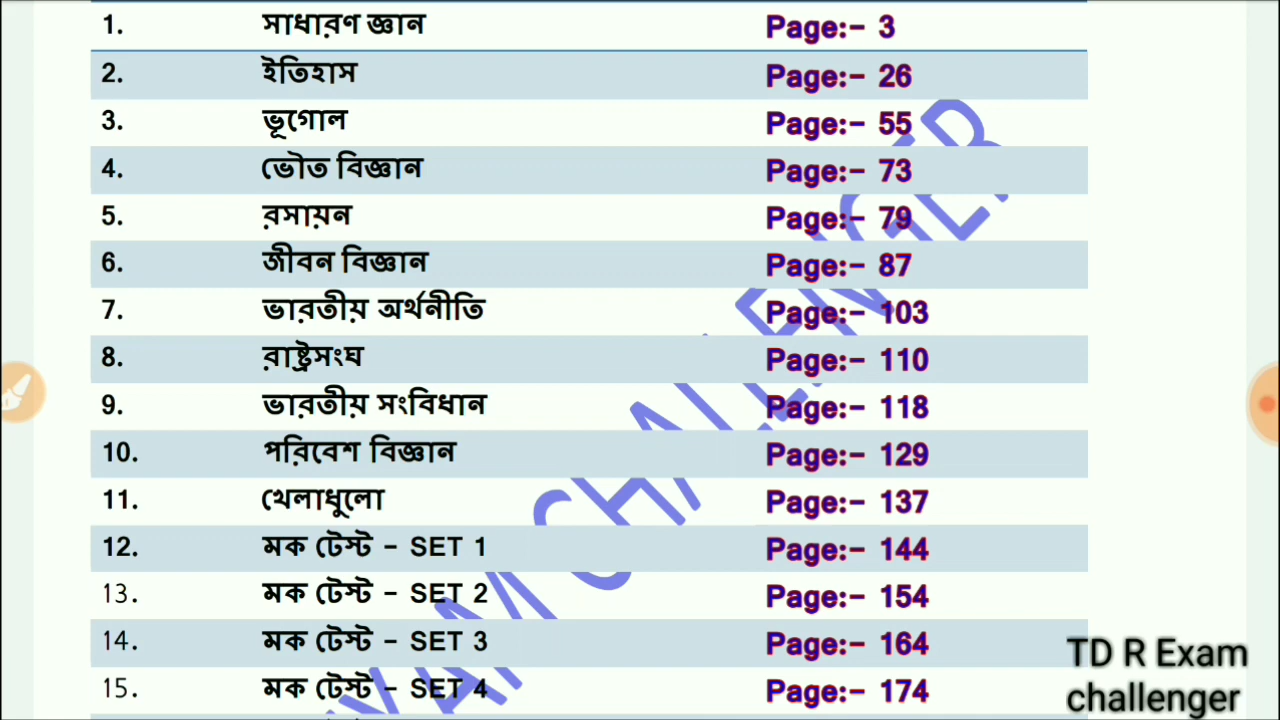 1. সাধারণ জ্ঞান Page:- 3
2. ইতিহাস Page:- 26
3. ভূগোল Page:- 55
4. ভৌত বিজ্ঞান Page:- 73
5. রসায়ন Page:- 79
6. জীবন বিজ্ঞান Page:- 87
7. ভারতীয় অর্থনীতি Page:- 103
8. রাষ্ট্রসংঘ Page:- 110
9. ভারতীয় সংবিধান Page:- 118
10. পরিবেশ বিজ্ঞান Page:- 129
11. খেলাধুলো Page:- 137
12. মক টেস্ট - SET 1 Page:- 144
13. মক টেস্ট - SET 2 Page:- 154
14. মক টেস্ট - SET 3 Page:- 164
15. মক টেস্ট - SET 4 Page:- 174
TD R Exam
challenger